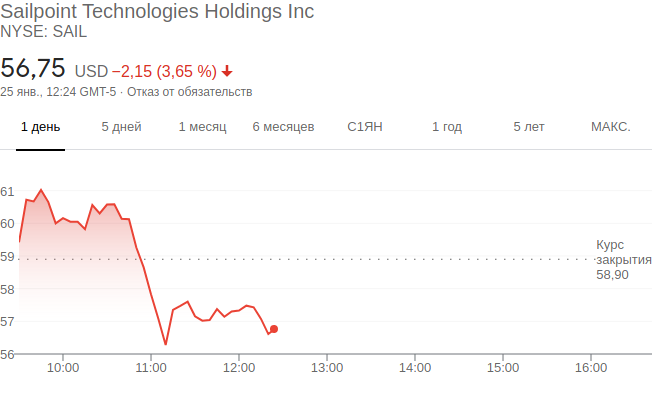 Sailpoint Technologies Holdings Inc
NYSE: SAIL
56,75 USD −2,15 (3,65 %)
25 янв., 12:24 GMT-5 · Отказ от обязательств
1 день 5 дней 1 месяц 6 месяцев С1ЯН 1 год 5 лет МАКС.
61
60
59
58
57
56
Курс
закрытия
58,90
10:00 11:00 12:00 13:00 14:00 15:00 16:00